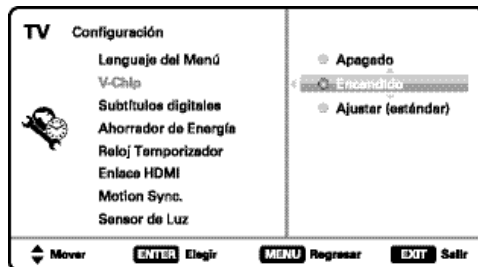 TV Configuración
Lenguaje del Menú
V-Chip
Subtítulos digitales
Ahorrador de Energía
Reloj Temporizador
Enlace HDMI
Motion Sync.
Sensor de Luz
Apagado
Encendido
Ajustar (estándar)
Mover ENTER Elegir MENU Regresar EXIT Salir